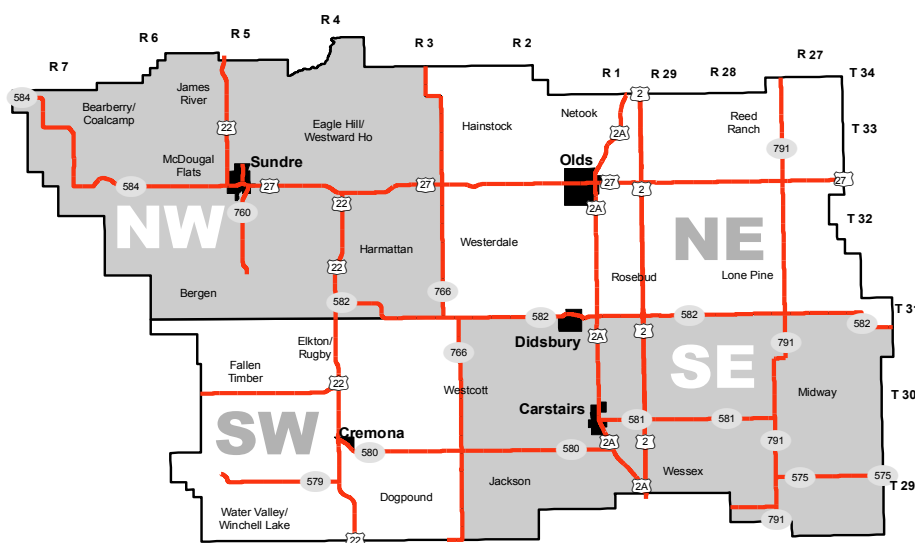 R 4
R 3
R 2
R 6
R 5
R 7
R 1
R 29
R 28
R 27
T 34
584
James
River
Bearberry/
Coalcamp
22
Eagle Hill/
Westward Ho
Hainstock
Netook
2
2A
Reed
Ranch
T 33
791
McDougal
Flats
Sundre
Olds
584
27
27
27
2
27
T 32
760
22
2A
NW
NE
Harmattan
Westerdale
22
Rosebud
Lone Pine
Bergen
582
766
T 31
582
582
582
Didsbury
2A
2
791
Elkton/
Rugby
766
Fallen
Timber
22
Westcott
SE
Midway
T 30
SW
Carstairs
581
581
Cremona
580
580
2A
2
791
Wessex
579
Jackson
2A
575
575
T 29
Dogpound
Water Valley/
Winchell Lake
22
791